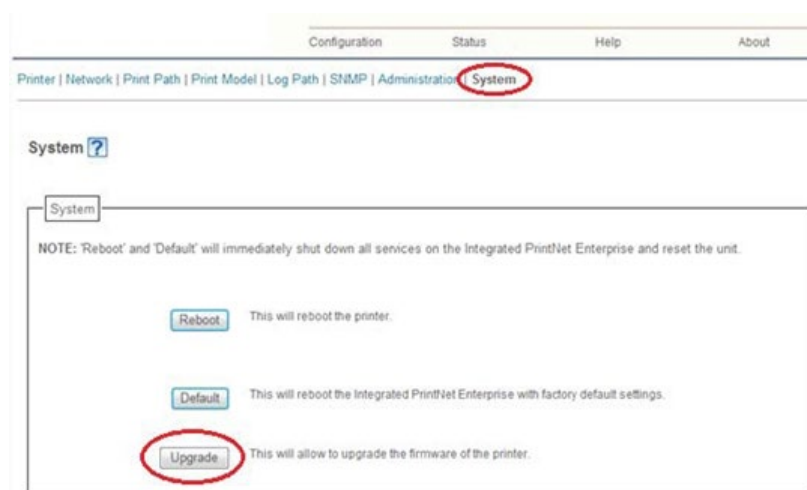 Configuration Status Help About
Printer | Network | Print Path | Print Model | Log Path | SNMP | Administration | System
System ?
System
NOTE: 'Reboot' and 'Default' will immediately shut down all services on the Integrated PrintNet Enterprise and reset the unit.
Reboot This will reboot the printer.
Default This will reboot the Integrated PrintNet Enterprise with factory default settings.
Upgrade This will allow to upgrade the firmware of the printer.